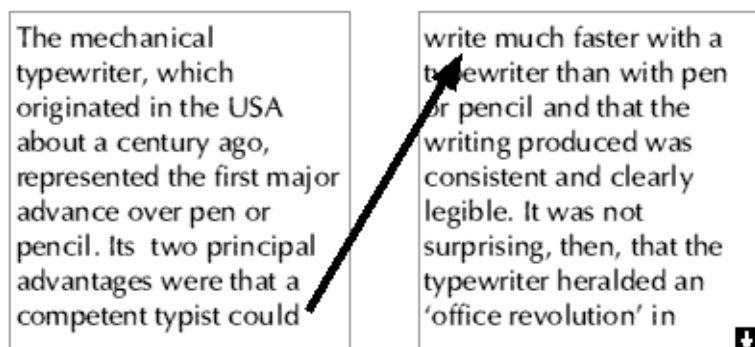 The mechanical
typewriter, which
originated in the USA
about a century ago,
represented the first major
advance over pen or
pencil. Its  two principal
advantages were that a
competent typist could
write much faster with a
typewriter than with pen
or pencil and that the
writing produced was
consistent and clearly
legible. It was not
surprising, then, that the
typewriter heralded an
‘office revolution’ in